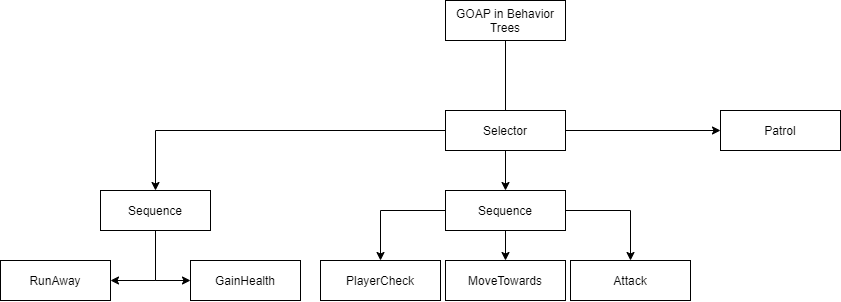 GOAP in Behavior
Trees
Selector
Patrol
Sequence
Sequence
RunAway
GainHealth
PlayerCheck
MoveTowards
Attack